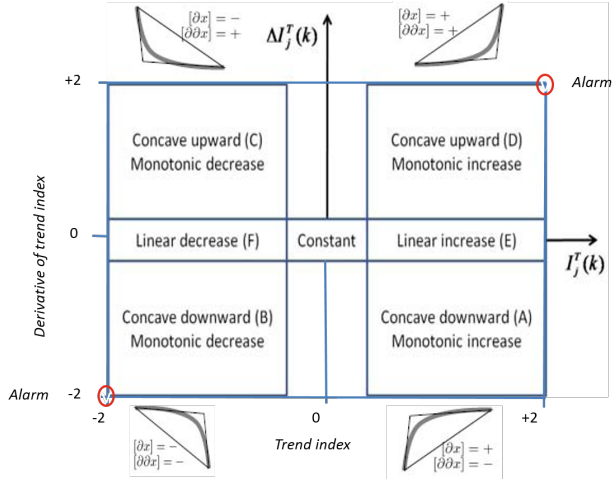 [∂x] = −
[∂∂x] = +
ΔI_j^T(k)
[∂x] = +
[∂∂x] = +
+2
Alarm
Concave upward (C)
Monotonic decrease
Concave upward (D)
Monotonic increase
Derivative of trend index
0
Linear decrease (F)
Constant
Linear increase (E)
I_j^T(k)
Concave downward (B)
Monotonic decrease
Concave downward (A)
Monotonic increase
Alarm
-2
-2
0
+2
[∂x] = −
[∂∂x] = −
Trend index
[∂x] = +
[∂∂x] = −